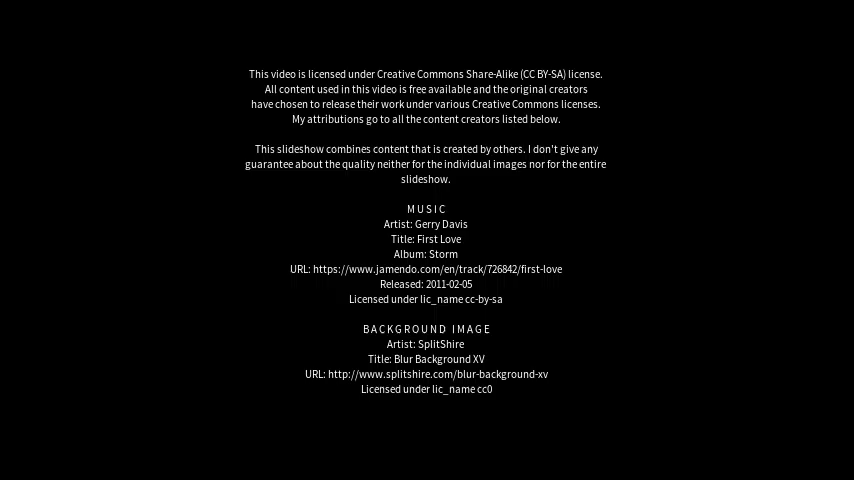 This video is licensed under Creative Commons Share-Alike (CC BY-SA) license.
All content used in this video is free available and the original creators
have chosen to release their work under various Creative Commons licenses.
My attributions go to all the content creators listed below.
This slideshow combines content that is created by others. I don't give any
guarantee about the quality neither for the individual images nor for the entire
slideshow.
MUSIC
Artist: Gerry Davis
Title: First Love
Album: Storm
URL: https://www.jamendo.com/en/track/726842/first-love
Released: 2011-02-05
Licensed under lic_name cc-by-sa
BACKGROUND IMAGE
Artist: SplitShire
Title: Blur Background XV
URL: http://www.splitshire.com/blur-background-xv
Licensed under lic_name cc0